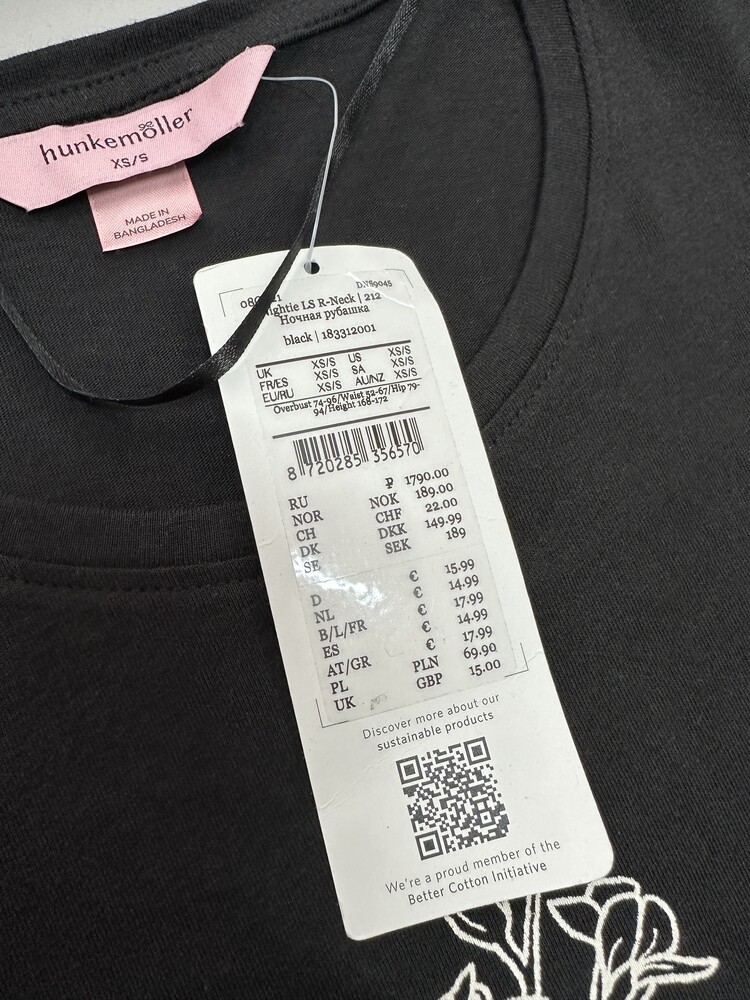 hunkemöller
XS/S
MADE IN
BANGLADESH
DNS9045
LS R-Neck | 212
Ночная рубашка
black | 183312001
UK XS/S US XS/S
FR/ES XS/S SA XS/S
EU/RU XS/S AU/NZ XS/S
Overbust 74-96/Waist 52-67/Hip 79-
94/Height 168-172
8 720285 356570
RU ₽ 1790.00
NOR NOK 189.00
CH CHF 22.00
DK DKK 149.99
SE SEK 189
D € 15.99
NL € 14.99
B/L/FR € 17.99
ES € 14.99
AT/GR € 17.99
PL PLN 69.90
UK GBP 15.00
Discover more about our
sustainable products
We're a proud member of the
Better Cotton Initiative